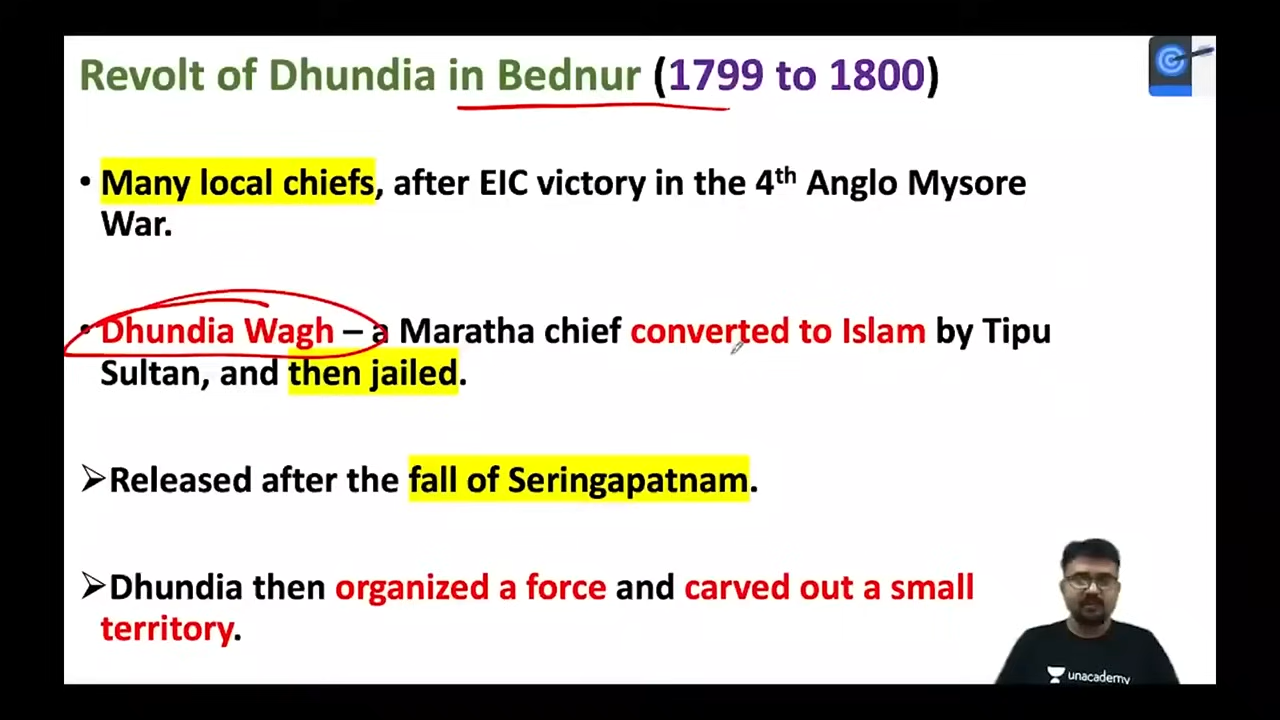 Revolt of Dhundia in Bednur (1799 to 1800)
• Many local chiefs, after EIC victory in the 4th Anglo Mysore
War.
• Dhundia Wagh – a Maratha chief converted to Islam by Tipu
Sultan, and then jailed.
➢Released after the fall of Seringapatnam.
➢Dhundia then organized a force and carved out a small
territory.
unacademy